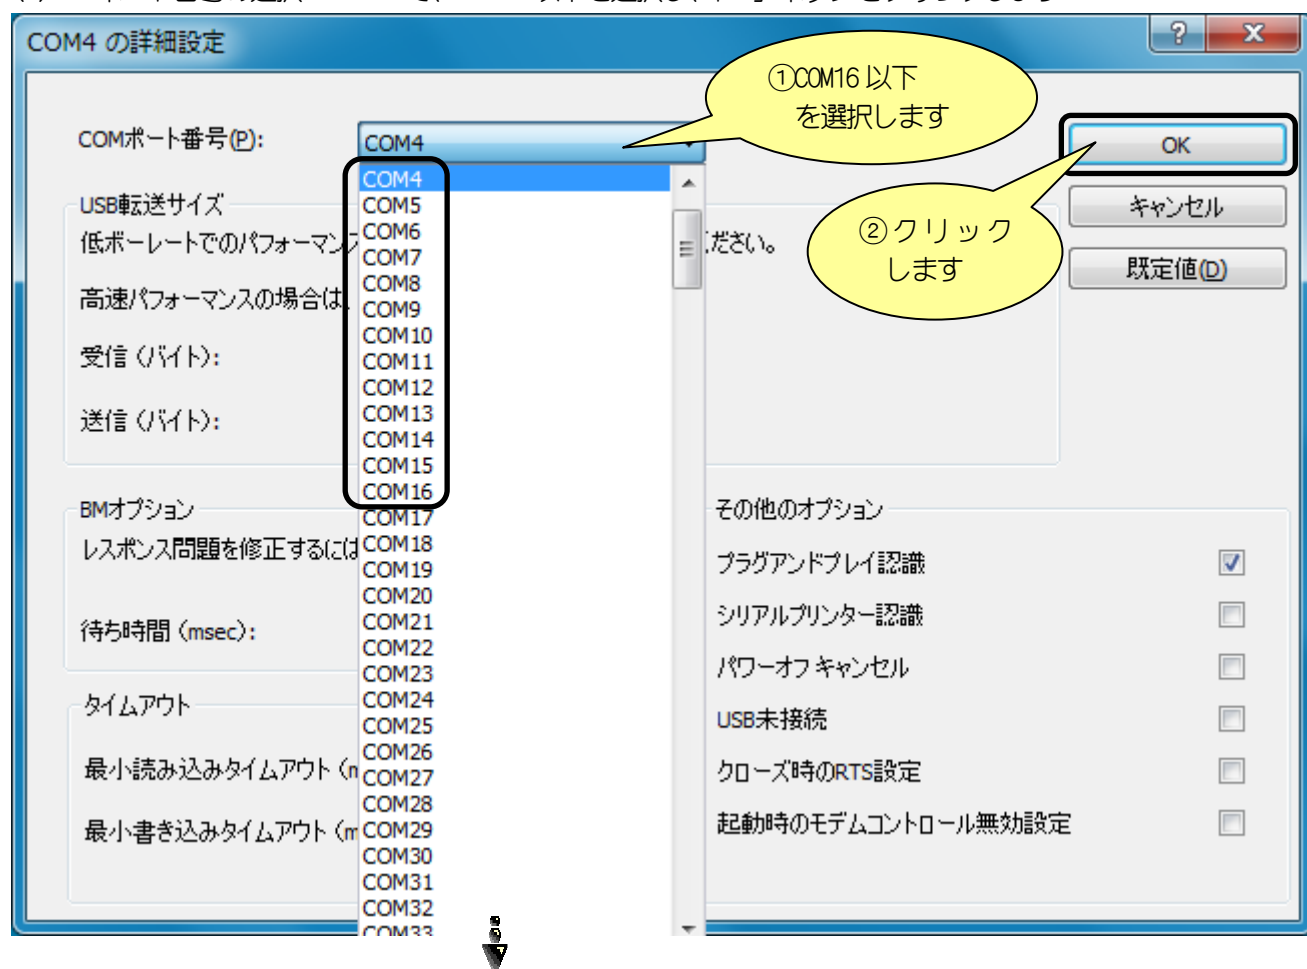 COM4 の詳細設定
①COM16 以下
を選択します
COMポート番号(P):
COM4
OK
キャンセル
既定値(D)
②クリック
します
USB転送サイズ
低ボーレートでのパフォーマンス
ださい。
高速パフォーマンスの場合は、
受信 (バイト):
送信 (バイト):
COM4
COM5
COM6
COM7
COM8
COM9
COM10
COM11
COM12
COM13
COM14
COM15
COM16
COM17
COM18
COM19
COM20
COM21
COM22
COM23
COM24
COM25
COM26
COM27
COM28
COM29
COM30
COM31
COM32
COM33
BMオプション
レスポンス問題を修正するには
待ち時間 (msec):
タイムアウト
最小読み込みタイムアウト (m
最小書き込みタイムアウト (m
その他のオプション
プラグアンドプレイ認識
シリアルプリンター認識
パワーオフ キャンセル
USB未接続
クローズ時のRTS設定
起動時のモデムコントロール無効設定